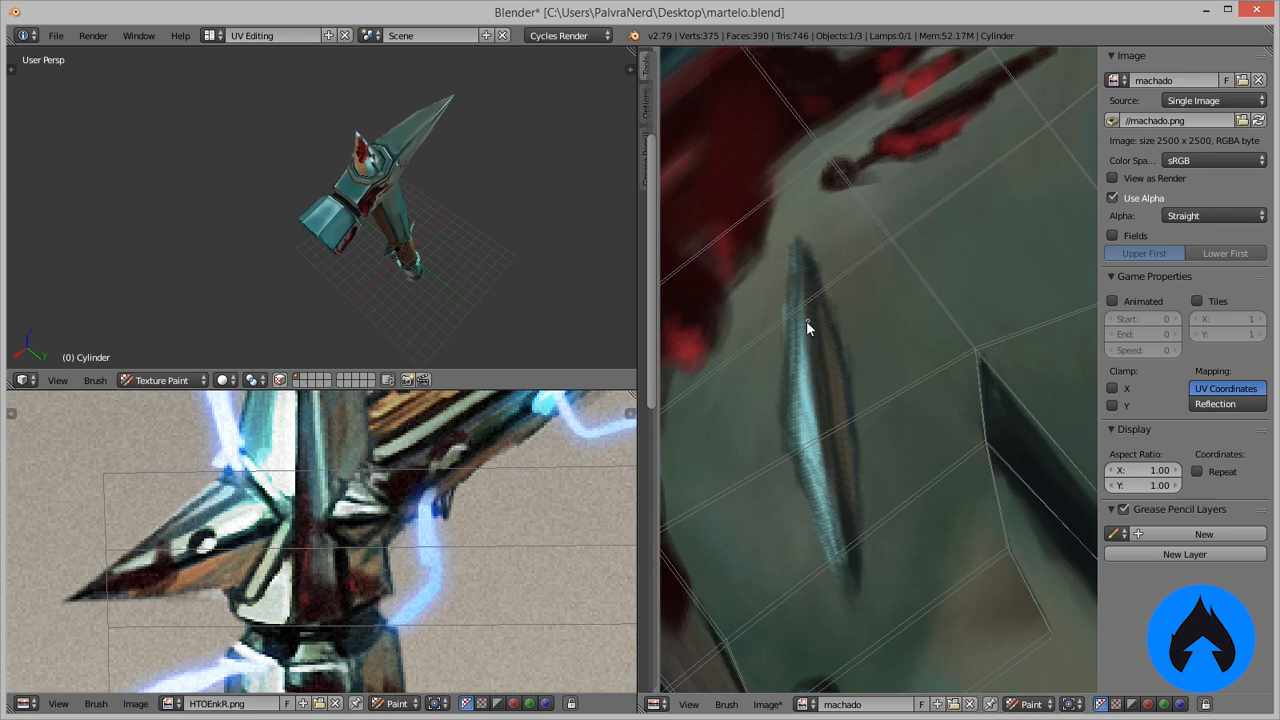 Blender* [C:\Users\PalvraNerd\Desktop\martelo.blend]
File Render Window Help UV Editing Scene Cycles Render v2.79 | Verts:375 | Faces:390 | Tris:746 | Objects:1/3 | Lamps:0/1 | Mem:52.17M | Cylinder
User Persp
Tools
Options
(0) Cylinder
View Brush Texture Paint
View Brush Image HTOEnkR.png F Paint
View Brush Image* machado F Paint
Image
machado F
Source: Single Image
//machado.png
Image: size 2500 x 2500, RGBA byte
Color Spa... sRGB
View as Render
Use Alpha
Alpha: Straight
Fields
Upper First Lower First
Game Properties
Animated Tiles
Start: 0 X: 1
End: 0 Y: 1
Speed: 0
Clamp: Mapping:
X UV Coordinates
Y Reflection
Display
Aspect Ratio: Coordinates:
X: 1.00 Repeat
Y: 1.00
Grease Pencil Layers
New
New Layer